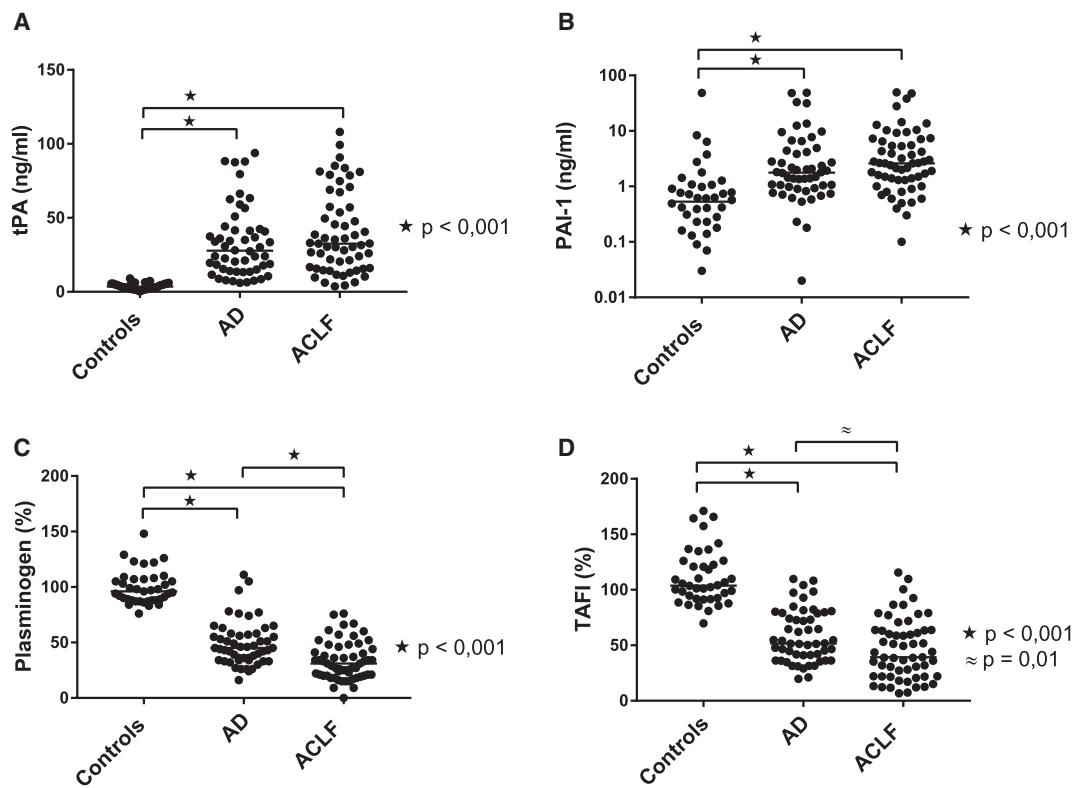 A
★
★
150
100
50
0
tPA (ng/ml)
★ p < 0,001
Controls
AD
ACLF
B
★
★
100
10
1
0.1
0.01
PAI-1 (ng/ml)
★ p < 0,001
Controls
AD
ACLF
C
★
★
★
200
150
100
50
0
Plasminogen (%)
★ p < 0,001
Controls
AD
ACLF
D
≈
★
★
200
150
100
50
0
TAFI (%)
★ p < 0,001
≈ p = 0,01
Controls
AD
ACLF